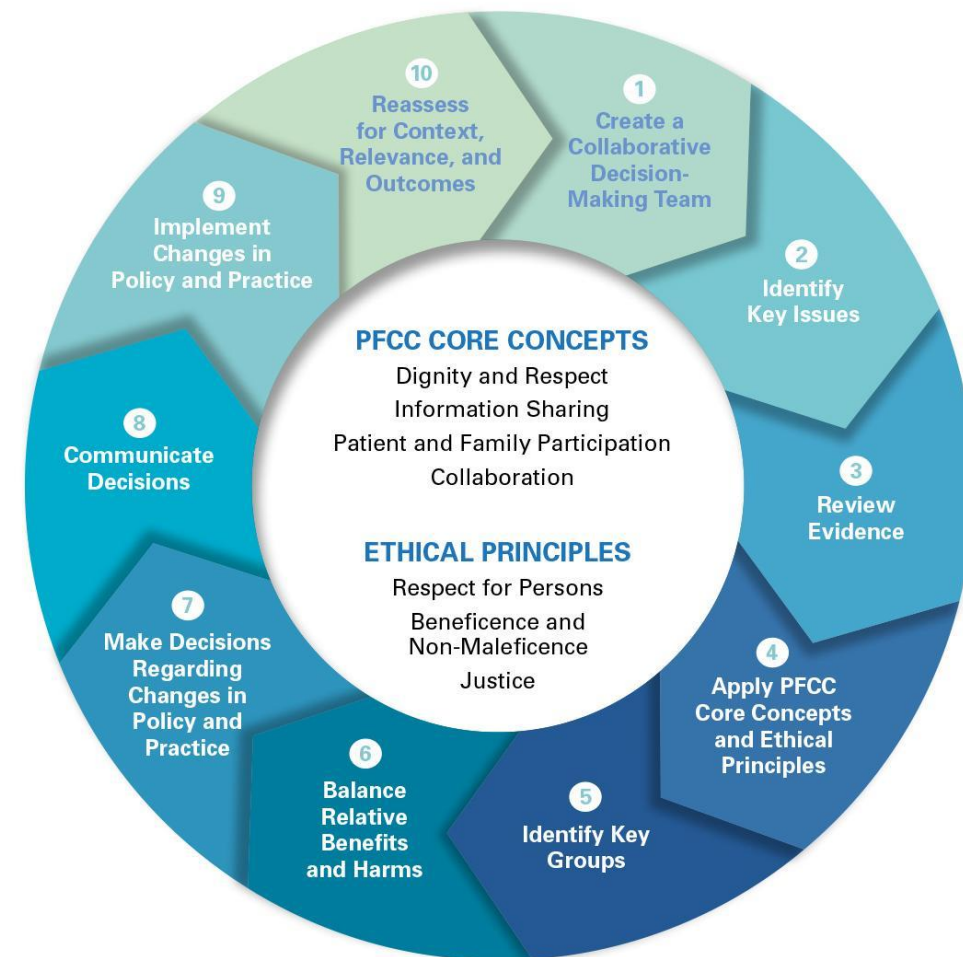 1
Create a
Collaborative
Decision-
Making Team
2
Identify
Key Issues
3
Review
Evidence
4
Apply PFCC
Core Concepts
and Ethical
Principles
5
Identify Key
Groups
6
Balance
Relative
Benefits
and Harms
7
Make Decisions
Regarding
Changes in
Policy and
Practice
8
Communicate
Decisions
9
Implement
Changes in
Policy and Practice
10
Reassess
for Context,
Relevance, and
Outcomes
PFCC CORE CONCEPTS
Dignity and Respect
Information Sharing
Patient and Family Participation
Collaboration
ETHICAL PRINCIPLES
Respect for Persons
Beneficence and
Non-Maleficence
Justice